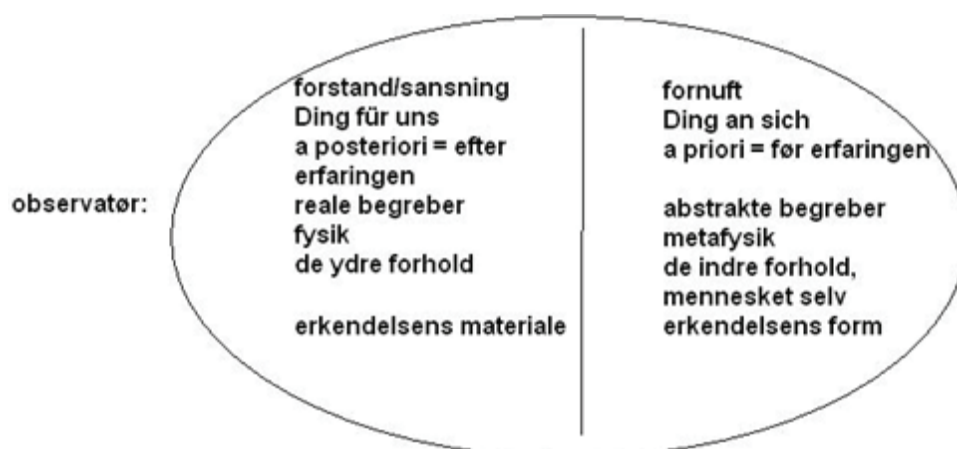 forstand/sansning
Ding für uns
a posteriori = efter
erfaringen
observatør:
reale begreber
fysik
de ydre forhold
erkendelsens materiale
fornuft
Ding an sich
a priori = før erfaringen
abstrakte begreber
metafysik
de indre forhold,
mennesket selv
erkendelsens form